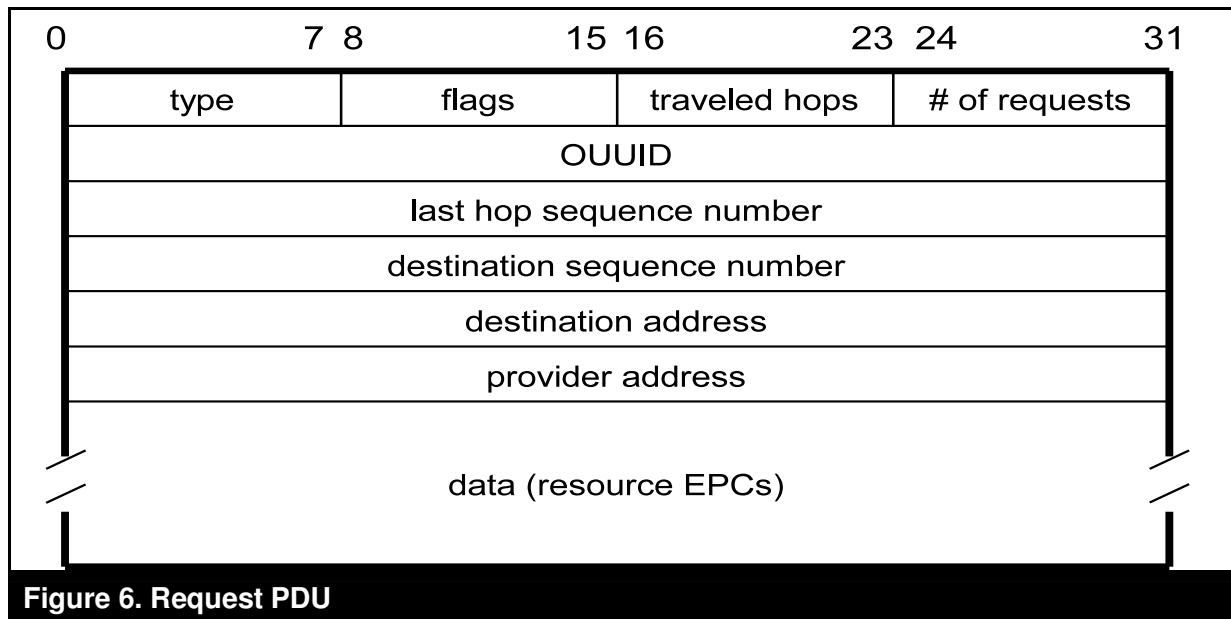 0 7 8 15 16 23 24 31
type flags traveled hops # of requests
OUUID
last hop sequence number
destination sequence number
destination address
provider address
data (resource EPCs)
Figure 6. Request PDU